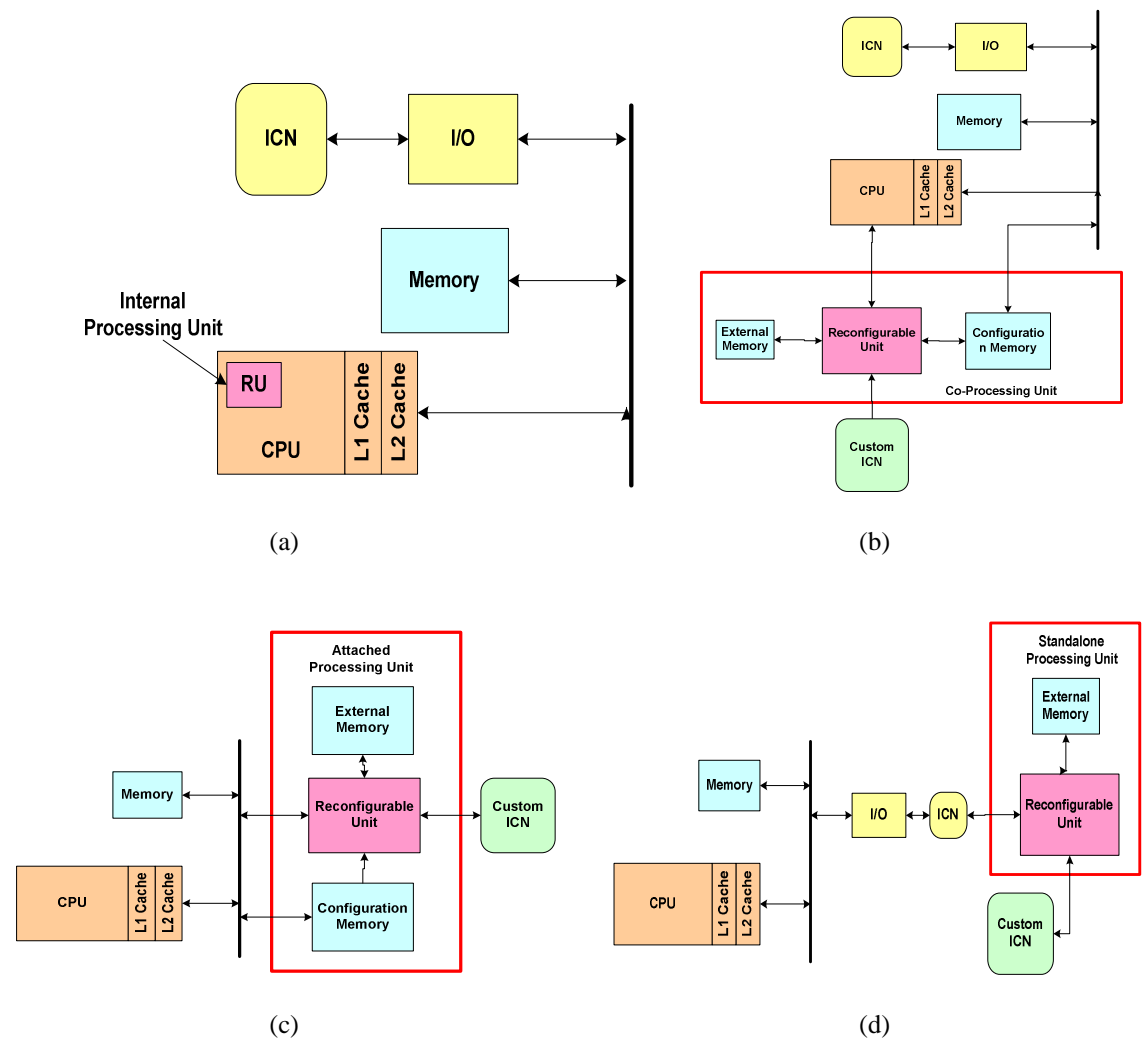 ICN
I/O
Memory
Internal
Processing Unit
RU
CPU
L1 Cache
L2 Cache
(a)
ICN
I/O
Memory
CPU
L1 Cache
L2 Cache
External
Memory
Reconfigurable
Unit
Configuratio
n Memory
Co-Processing Unit
Custom
ICN
(b)
Attached
Processing Unit
External
Memory
Memory
Reconfigurable
Unit
Custom
ICN
CPU
L1 Cache
L2 Cache
Configuration
Memory
(c)
Standalone
Processing Unit
External
Memory
Memory
I/O
ICN
Reconfigurable
Unit
CPU
L1 Cache
L2 Cache
Custom
ICN
(d)